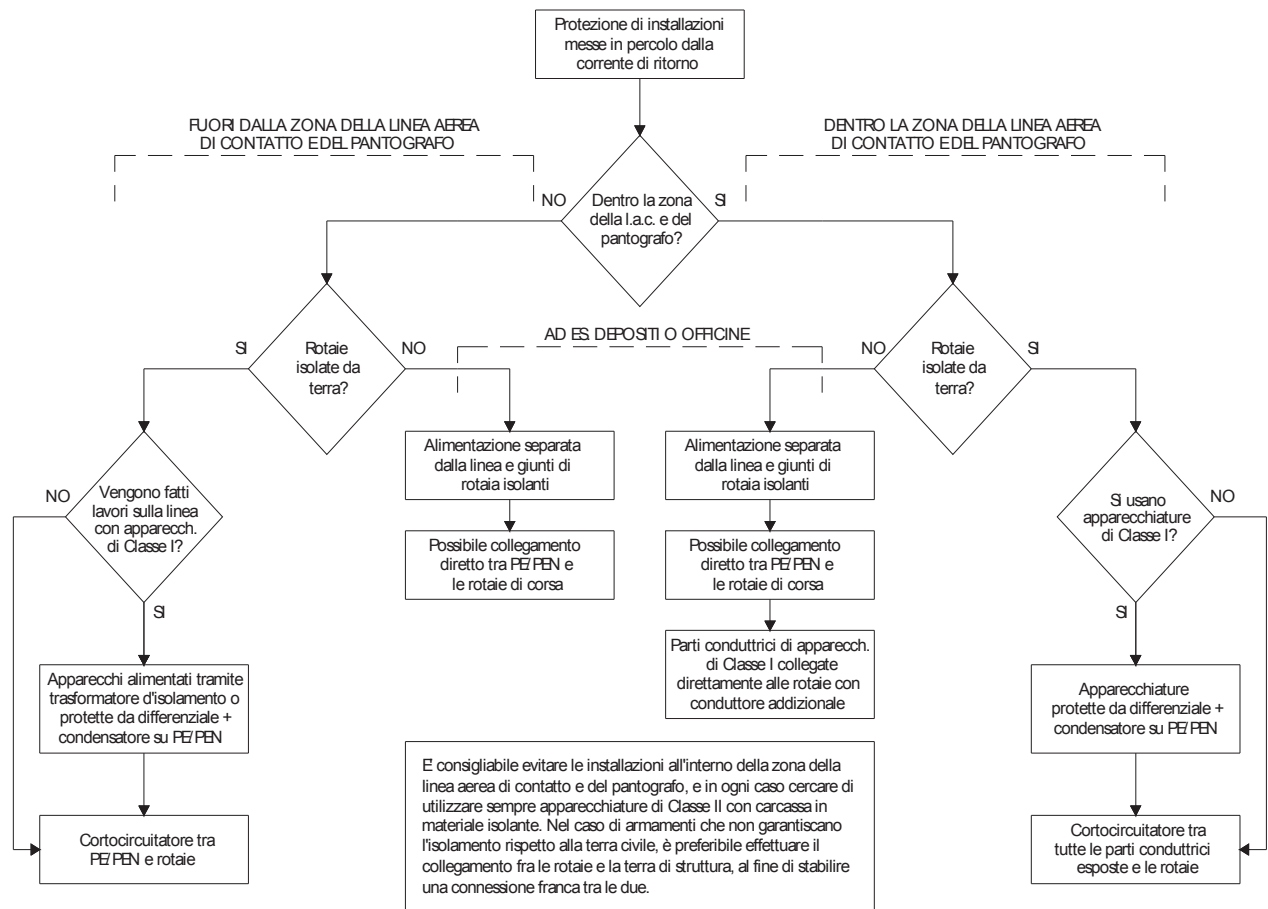 Protezione di installazioni
messe in percolo dalla
corrente di ritorno
FUORI DALLA ZONA DELLA LINEA AEREA
DI CONTATTO E DEL PANTOGRAFO
DENTRO LA ZONA DELLA LINEA AEREA
DI CONTATTO E DEL PANTOGRAFO
NO
Dentro la zona
della l.a.c. e del
pantografo?
SI
SI
Rotaie
isolate da
terra?
NO
AD ES. DEPOSITI O OFFICINE
NO
Rotaie
isolate da
terra?
SI
Alimentazione separata
dalla linea e giunti di
rotaia isolanti
Alimentazione separata
dalla linea e giunti di
rotaia isolanti
NO
Vengono fatti
lavori sulla linea
con apparecch.
di Classe I?
SI
Si usano
apparecchiature
di Classe I?
NO
SI
Possibile collegamento
diretto tra PE/PEN e
le rotaie di corsa
Possibile collegamento
diretto tra PE/PEN e
le rotaie di corsa
Parti conduttrici di apparecch.
di Classe I collegate
direttamente alle rotaie con
conduttore addizionale
Apparecchi alimentati tramite
trasformatore d'isolamento o
protette da differenziale +
condensatore su PE/PEN
Apparecchiature
protette da differenziale +
condensatore su PE/PEN
E' consigliabile evitare le installazioni all'interno della zona della
linea aerea di contatto e del pantografo, e in ogni caso cercare di
utilizzare sempre apparecchiature di Classe II con carcassa in
materiale isolante. Nel caso di armamenti che non garantiscano
l'isolamento rispetto alla terra civile, è preferibile effettuare il
collegamento fra le rotaie e la terra di struttura, al fine di stabilire
una connessione franca tra le due.
Cortocircuitatore tra
PE/PEN e rotaie
Cortocircuitatore tra
tutte le parti conduttrici
esposte e le rotaie